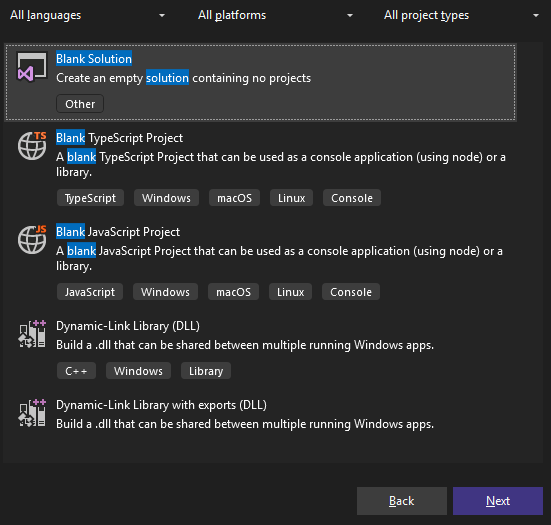 All languages All platforms All project types
Blank Solution
Create an empty solution containing no projects
Other
TS
Blank TypeScript Project
A blank TypeScript Project that can be used as a console application (using node) or a
library.
TypeScript Windows macOS Linux Console
JS
Blank JavaScript Project
A blank JavaScript Project that can be used as a console application (using node) or a
library.
JavaScript Windows macOS Linux Console
++
Dynamic-Link Library (DLL)
Build a .dll that can be shared between multiple running Windows apps.
C++ Windows Library
++
Dynamic-Link Library with exports (DLL)
Build a .dll that can be shared between multiple running Windows apps.
Back Next